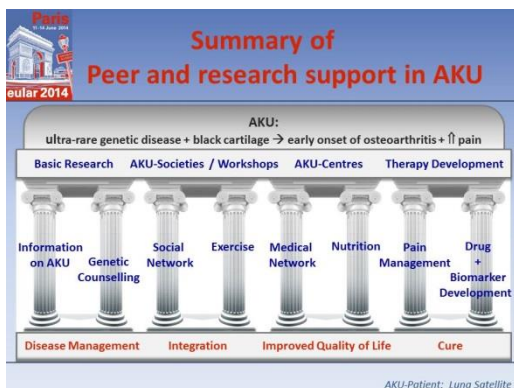 Paris
11-14 June 2014
eular 2014
Summary of
Peer and research support in AKU
AKU:
ultra-rare genetic disease + black cartilage → early onset of osteoarthritis + ⇑ pain
Basic Research AKU-Societies / Workshops AKU-Centres Therapy Development
Information
on AKU
Genetic
Counselling
Social
Network
Exercise
Medical
Network
Nutrition
Pain
Management
Drug
+
Biomarker
Development
Disease Management Integration Improved Quality of Life Cure
AKU-Patient: Luna Satellite